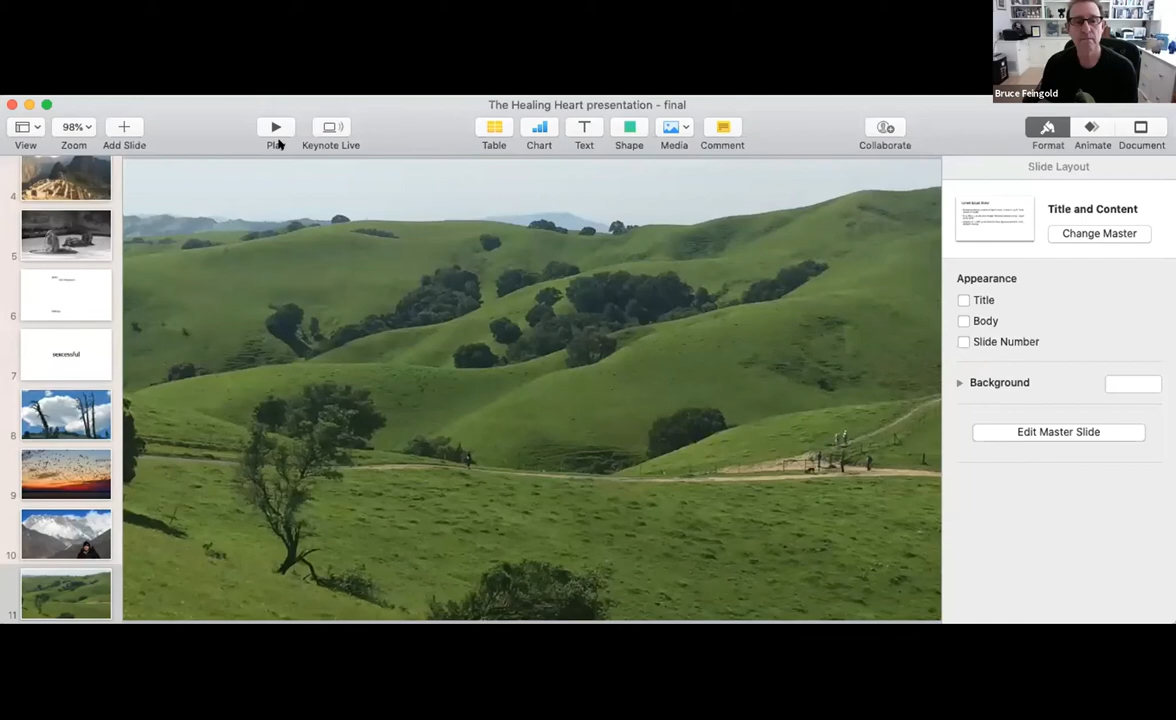 Bruce Feingold
The Healing Heart presentation - final
98%
View
Zoom
Add Slide
Play
Keynote Live
Table
Chart
Text
Shape
Media
Comment
Collaborate
Format
Animate
Document
Slide Layout
Title and Content
Change Master
Appearance
Title
Body
Slide Number
Background
Edit Master Slide
4
5
6
7
8
9
10
11